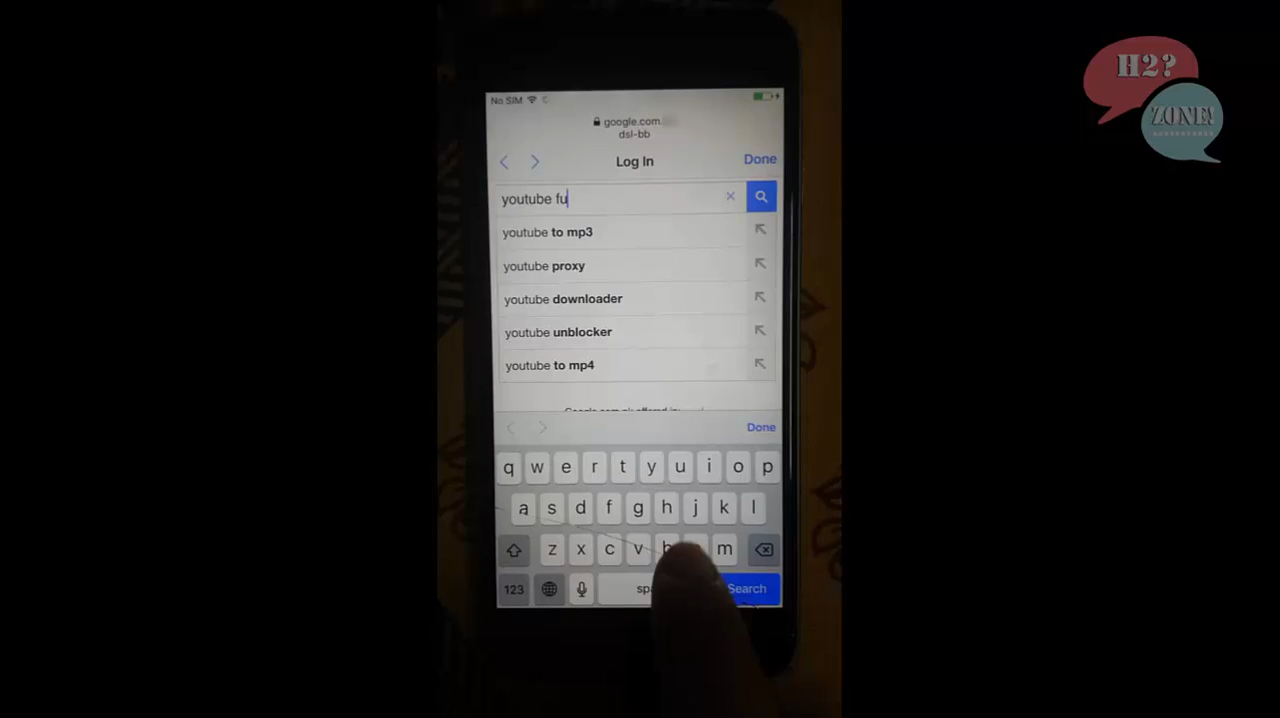 H2?
ZONE!
No SIM
google.com.
dsl-bb
Log In
Done
youtube fu
youtube to mp3
youtube proxy
youtube downloader
youtube unblocker
youtube to mp4
Done
q w e r t y u i o p
a s d f g h j k l
z x c v b m
123
spa
Search